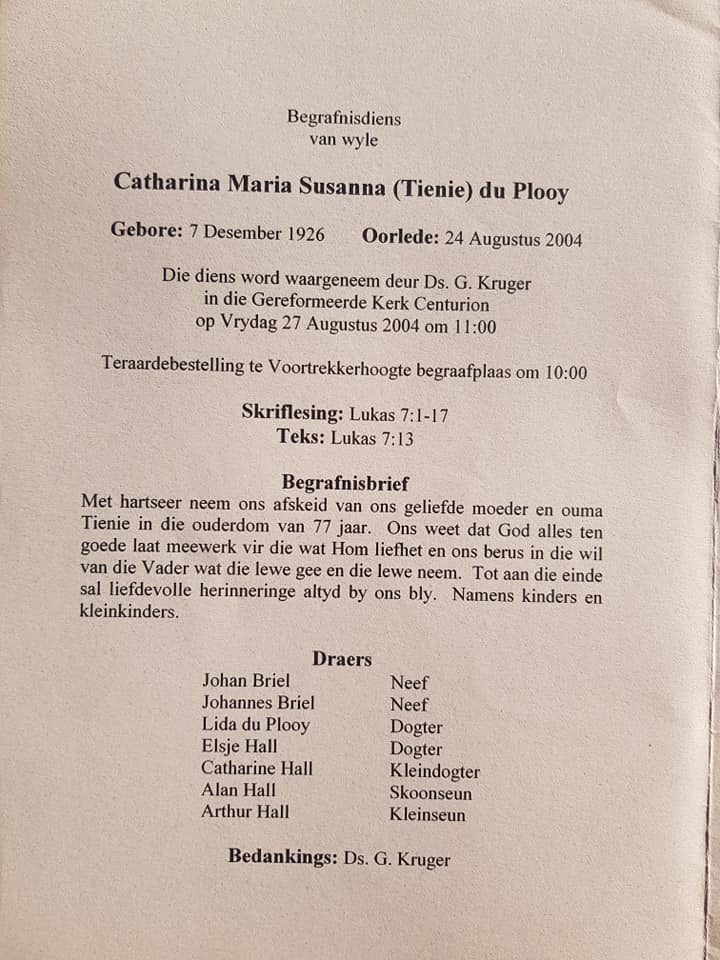 Begrafnisdiens
van wyle
Catharina Maria Susanna (Tienie) du Plooy
Gebore: 7 Desember 1926 Oorlede: 24 Augustus 2004
Die diens word waargeneem deur Ds. G. Kruger
in die Gereformeerde Kerk Centurion
op Vrydag 27 Augustus 2004 om 11:00
Teraardebestelling te Voortrekkerhoogte begraafplaas om 10:00
Skriflesing: Lukas 7:1-17
Teks: Lukas 7:13
Begrafnisbrief
Met hartseer neem ons afskeid van ons geliefde moeder en ouma
Tienie in die ouderdom van 77 jaar. Ons weet dat God alles ten
goede laat meewerk vir die wat Hom liefhet en ons berus in die wil
van die Vader wat die lewe gee en die lewe neem. Tot aan die einde
sal liefdevolle herinneringe altyd by ons bly. Namens kinders en
kleinkinders.
Draers
Johan Briel Neef
Johannes Briel Neef
Lida du Plooy Dogter
Elsje Hall Dogter
Catharine Hall Kleindogter
Alan Hall Skoonseun
Arthur Hall Kleinseun
Bedankings: Ds. G. Kruger